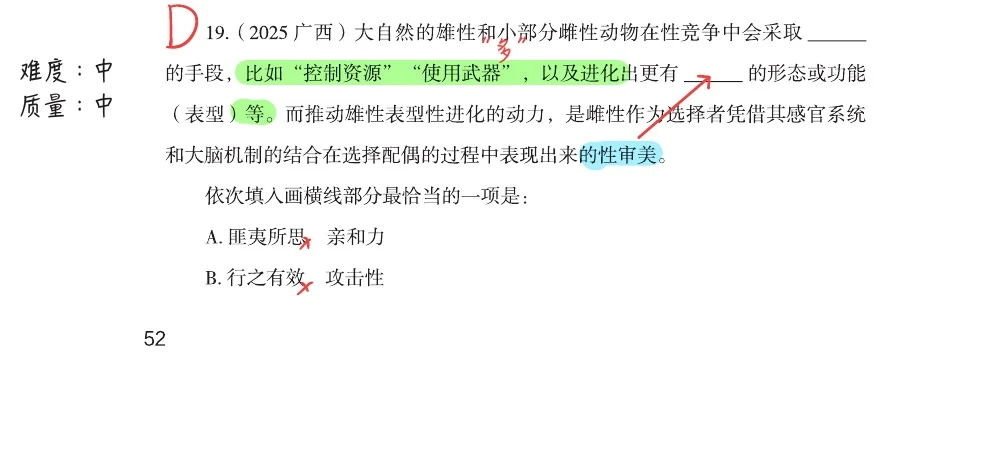 D 19.（2025 广西）大自然的雄性和小部分雌性动物在性竞争中会采取 ______
“多”
难度：中
的手段，比如“控制资源”“使用武器”，以及进化出更有 ______ 的形态或功能
质量：中
（表型）等。而推动雄性表型性进化的动力，是雌性作为选择者凭借其感官系统
和大脑机制的结合在选择配偶的过程中表现出来的性审美。
依次填入画横线部分最恰当的一项是：
A. 匪夷所思 亲和力
B. 行之有效 攻击性
52